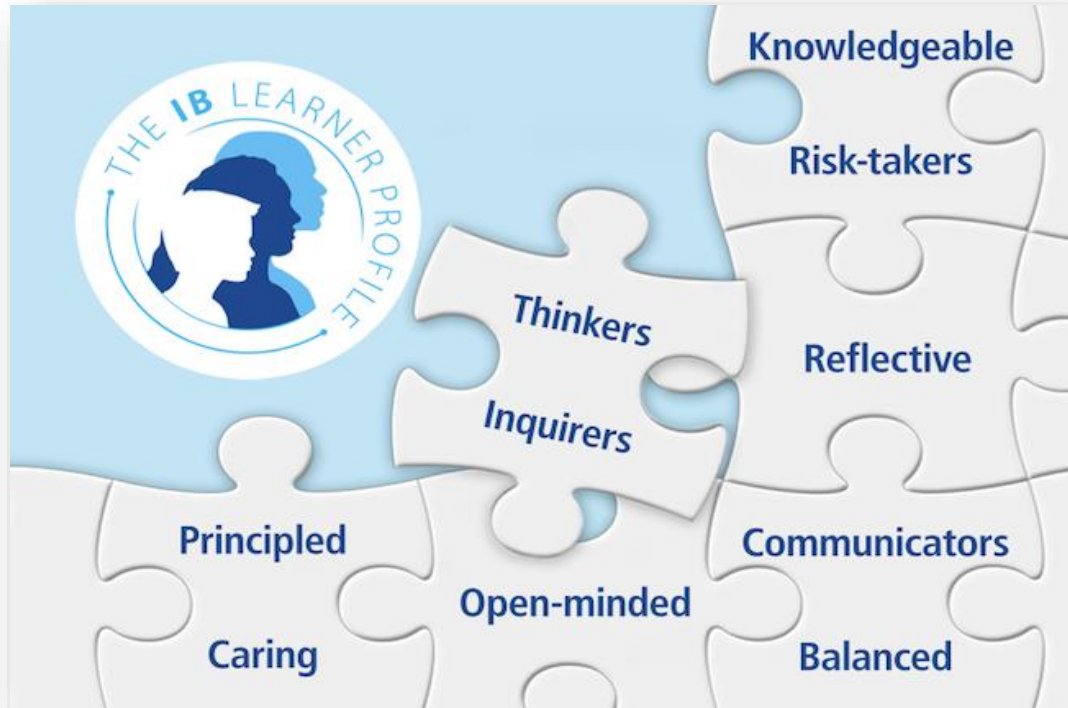 THE IB LEARNER PROFILE
Knowledgeable
Risk-takers
Thinkers
Inquirers
Reflective
Principled
Caring
Open-minded
Communicators
Balanced